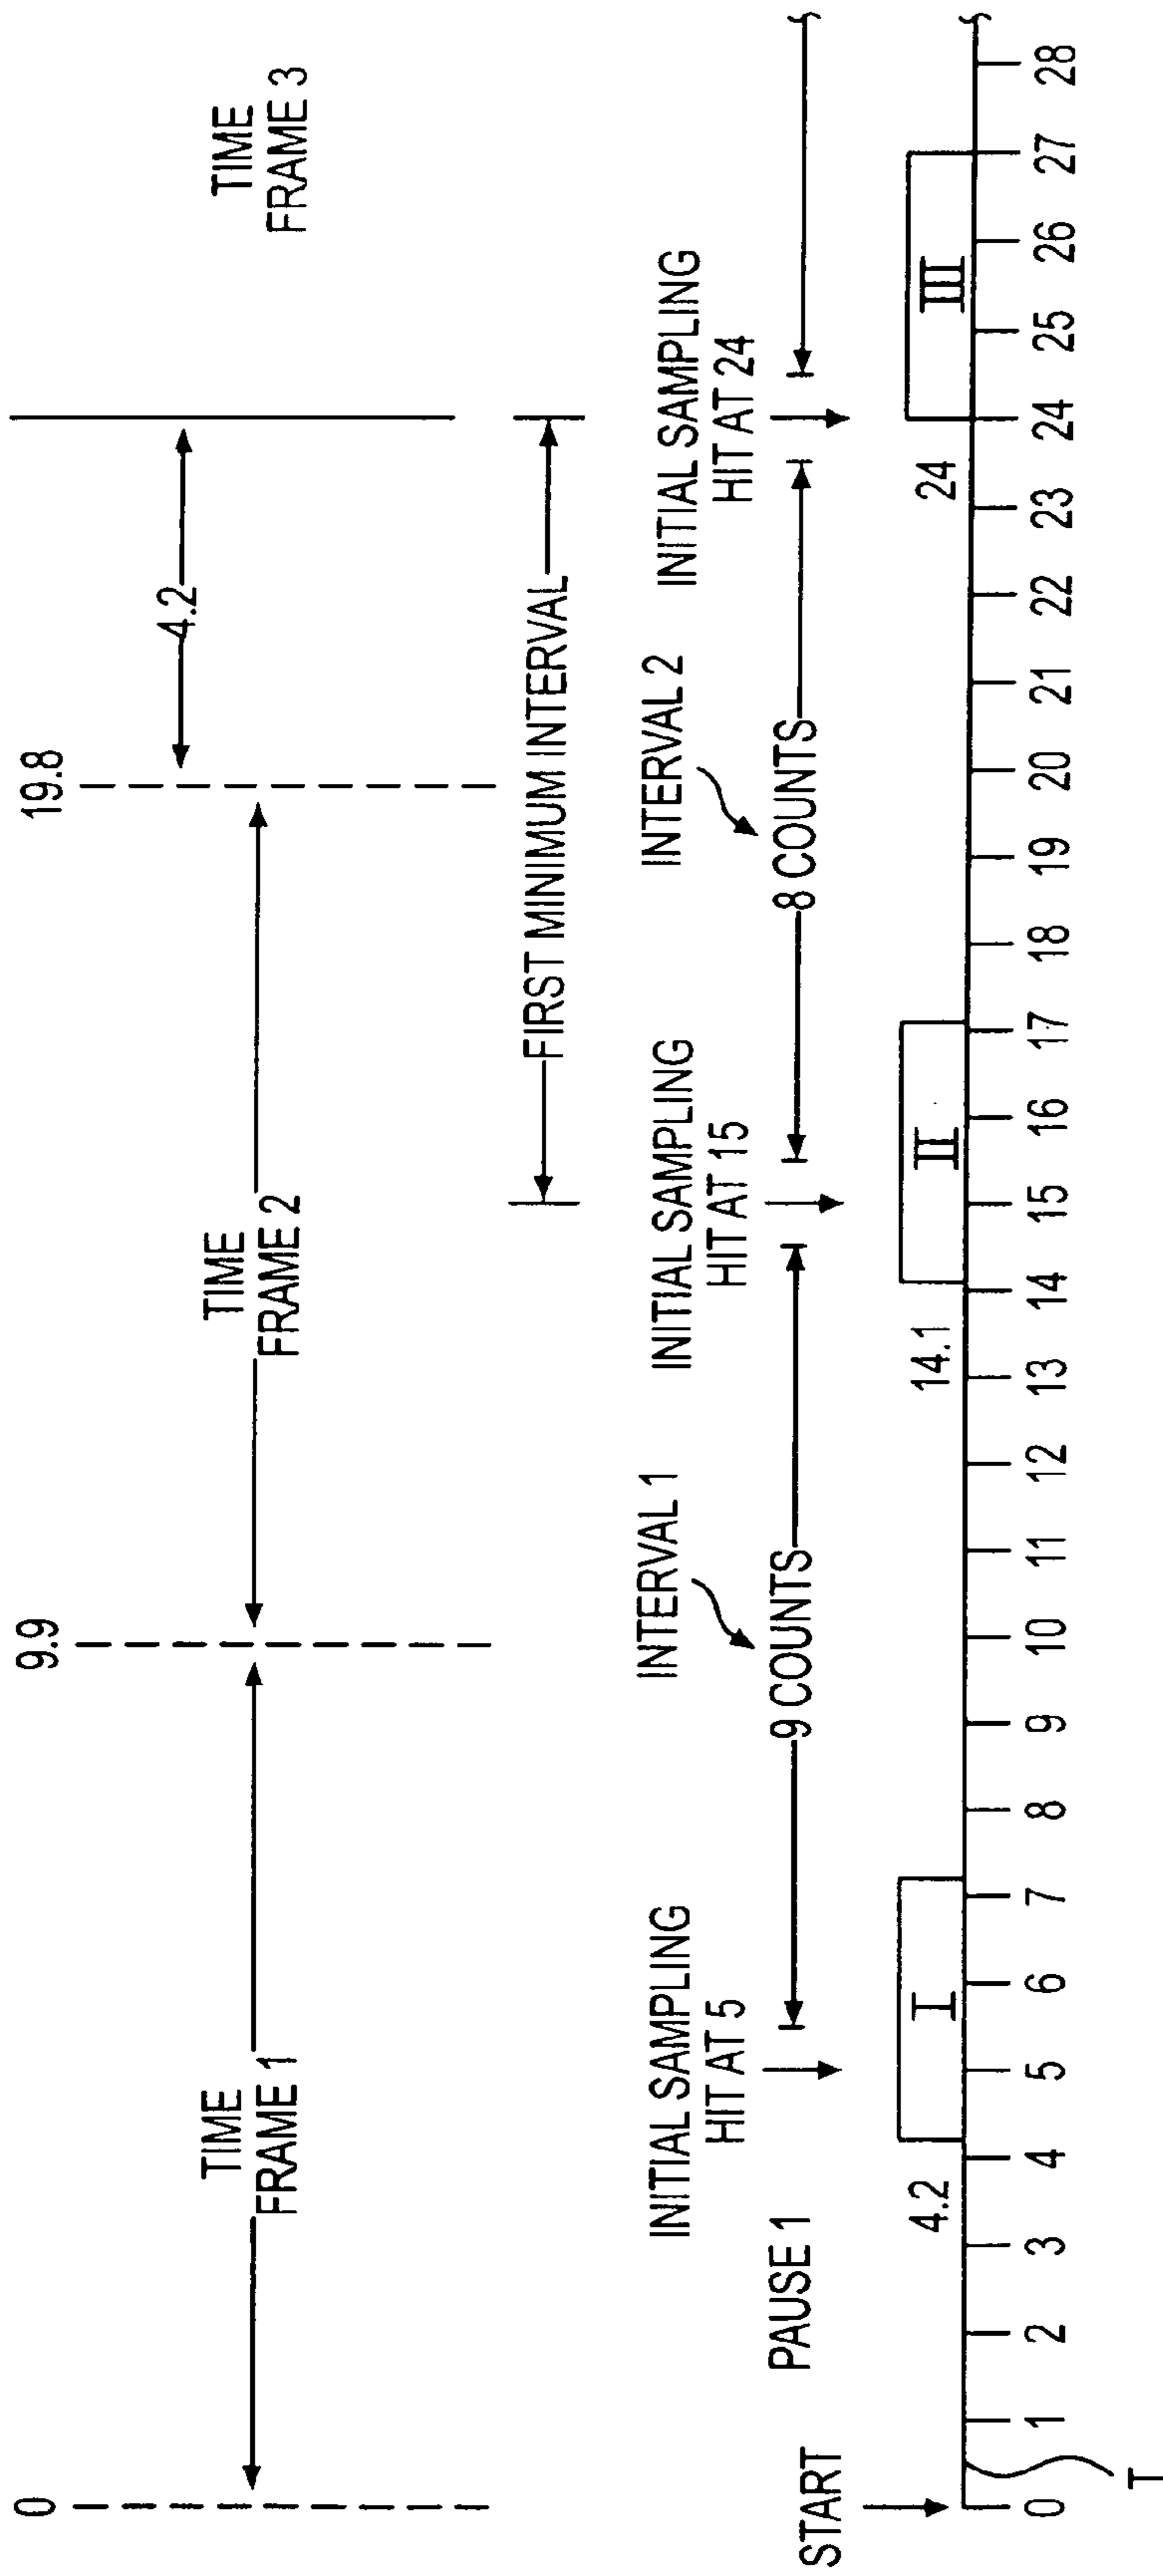 0
9.9
19.8
TIME
FRAME 1
TIME
FRAME 2
4.2
TIME
FRAME 3
FIRST MINIMUM INTERVAL
INITIAL SAMPLING
HIT AT 5
INTERVAL 1
INITIAL SAMPLING
HIT AT 15
INTERVAL 2
INITIAL SAMPLING
HIT AT 24
START
PAUSE 1
9 COUNTS
8 COUNTS
4.2
I
14.1
II
24
III
0 1 2 3 4 5 6 7 8 9 10 11 12 13 14 15 16 17 18 19 20 21 22 23 24 25 26 27 28
T